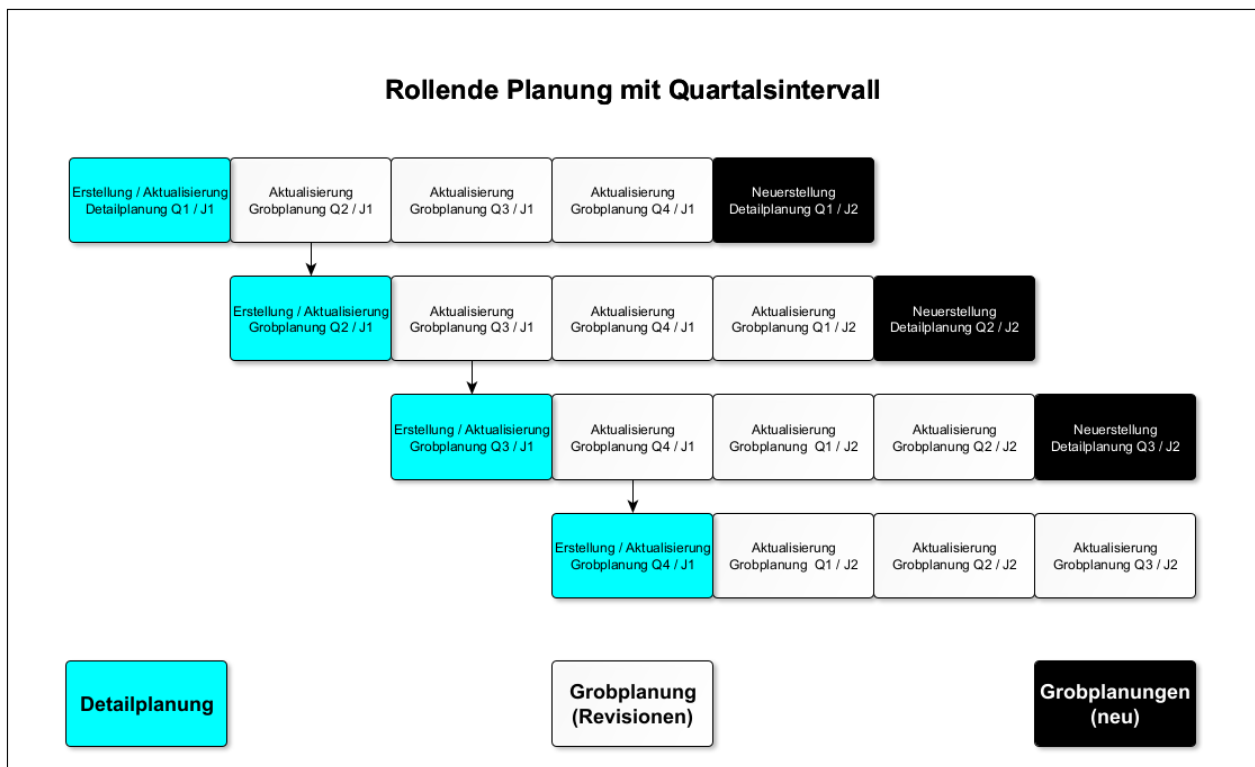 Rollende Planung mit Quartalsintervall
Erstellung / Aktualisierung
Detailplanung Q1 / J1
Aktualisierung
Grobplanung Q2 / J1
Aktualisierung
Grobplanung Q3 / J1
Aktualisierung
Grobplanung Q4 / J1
Neuerstellung
Detailplanung Q1 / J2
Erstellung / Aktualisierung
Grobplanung Q2 / J1
Aktualisierung
Grobplanung Q3 / J1
Aktualisierung
Grobplanung Q4 / J1
Aktualisierung
Grobplanung Q1 / J2
Neuerstellung
Detailplanung Q2 / J2
Erstellung / Aktualisierung
Grobplanung Q3 / J1
Aktualisierung
Grobplanung Q4 / J1
Aktualisierung
Grobplanung Q1 / J2
Aktualisierung
Grobplanung Q2 / J2
Neuerstellung
Detailplanung Q3 / J2
Erstellung / Aktualisierung
Grobplanung Q4 / J1
Aktualisierung
Grobplanung Q1 / J2
Aktualisierung
Grobplanung Q2 / J2
Aktualisierung
Grobplanung Q3 / J2
Detailplanung
Grobplanung
(Revisionen)
Grobplanungen
(neu)